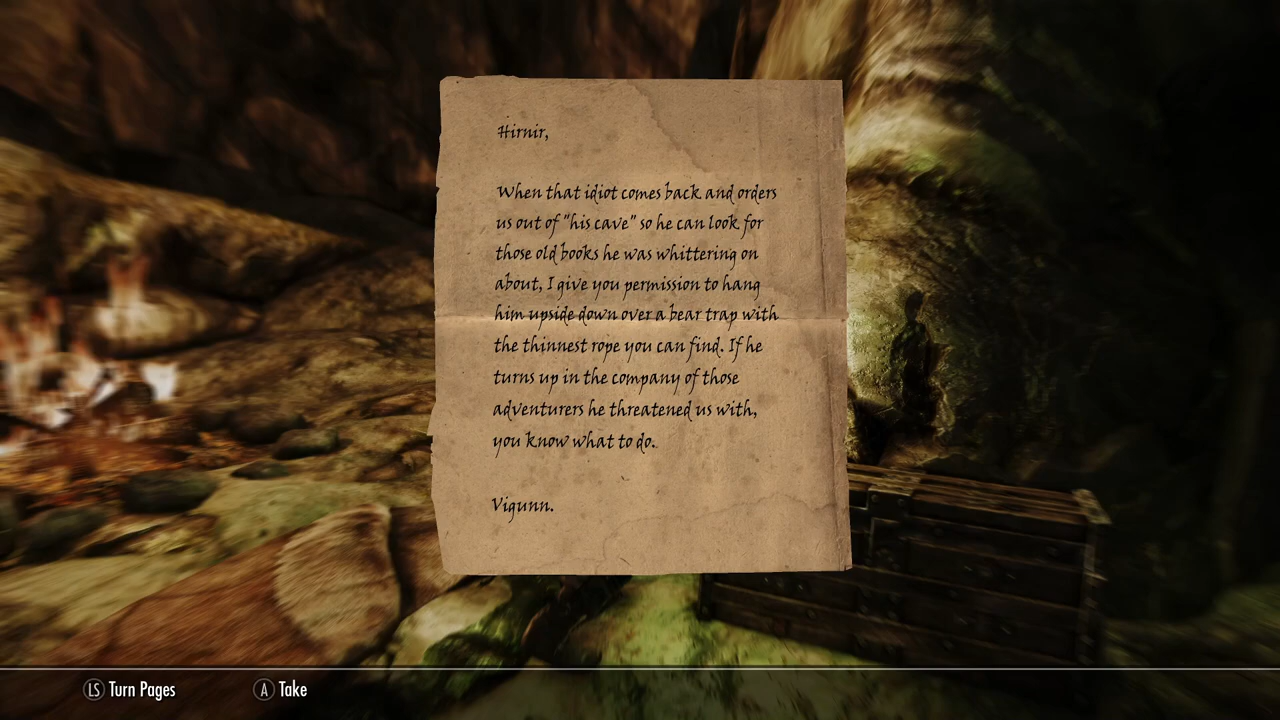 Hirnir,
When that idiot comes back and orders
us out of "his cave" so he can look for
those old books he was whittering on
about, I give you permission to hang
him upside down over a bear trap with
the thinnest rope you can find. If he
turns up in the company of those
adventurers he threatened us with,
you know what to do.
Vigunn.
LS Turn Pages
A Take